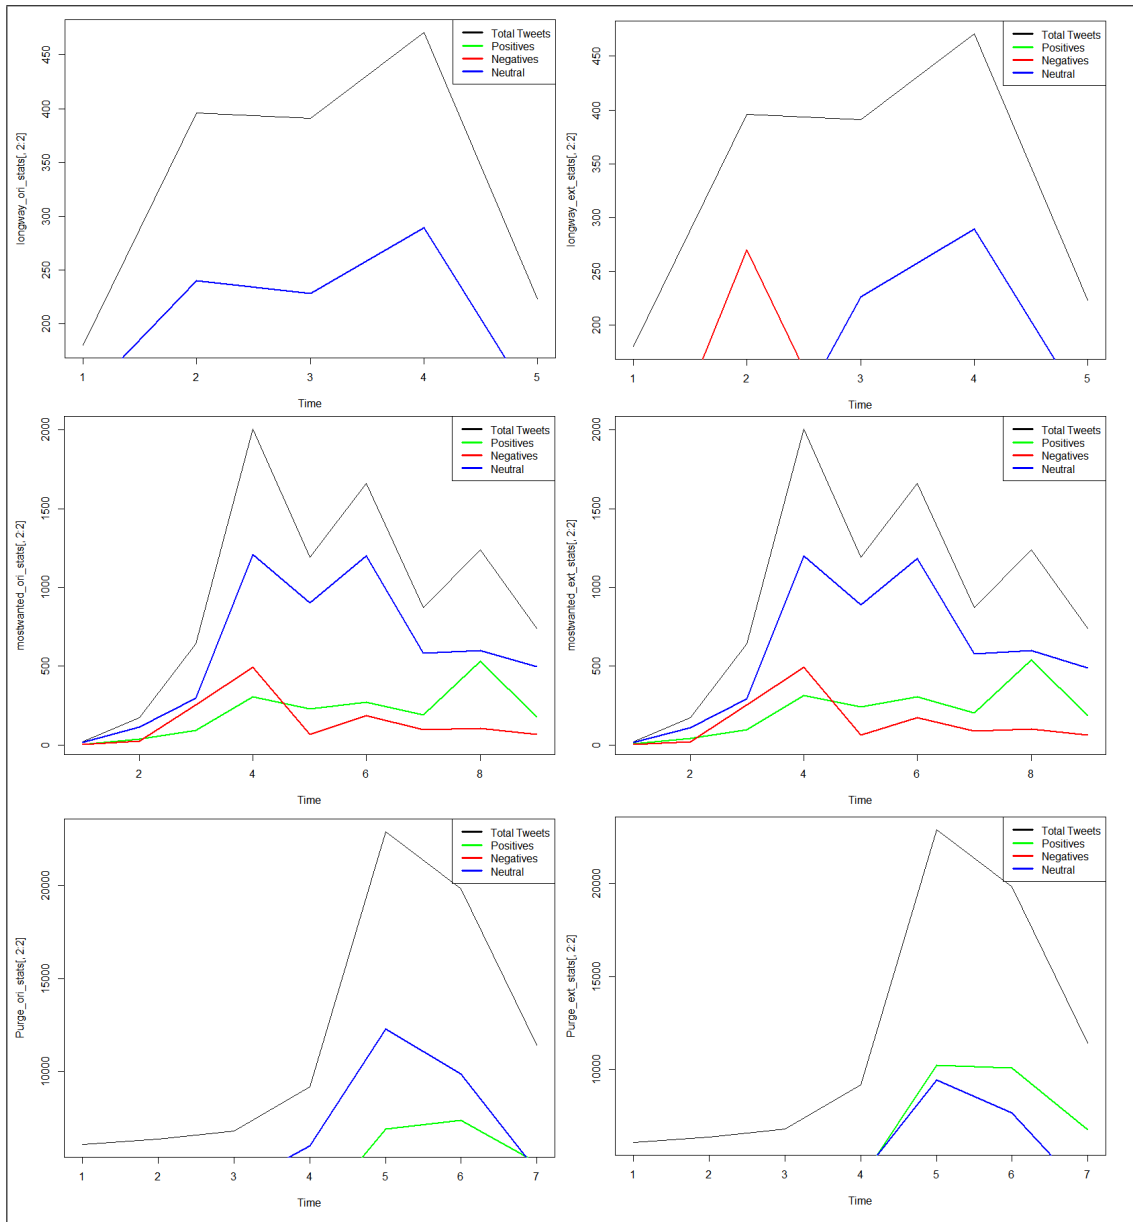 longway_ori_stats[, 2:2]
450
400
350
300
250
200
Total Tweets
Positives
Negatives
Neutral
1 2 3 4 5
Time
longway_ext_stats[, 2:2]
450
400
350
300
250
200
Total Tweets
Positives
Negatives
Neutral
1 2 3 4 5
Time
mostwanted_ori_stats[, 2:2]
2000
1500
1000
500
0
Total Tweets
Positives
Negatives
Neutral
2 4 6 8
Time
mostwanted_ext_stats[, 2:2]
2000
1500
1000
500
0
Total Tweets
Positives
Negatives
Neutral
2 4 6 8
Time
Purge_ori_stats[, 2:2]
20000
15000
10000
Total Tweets
Positives
Negatives
Neutral
1 2 3 4 5 6 7
Time
Purge_ext_stats[, 2:2]
20000
15000
10000
Total Tweets
Positives
Negatives
Neutral
1 2 3 4 5 6 7
Time